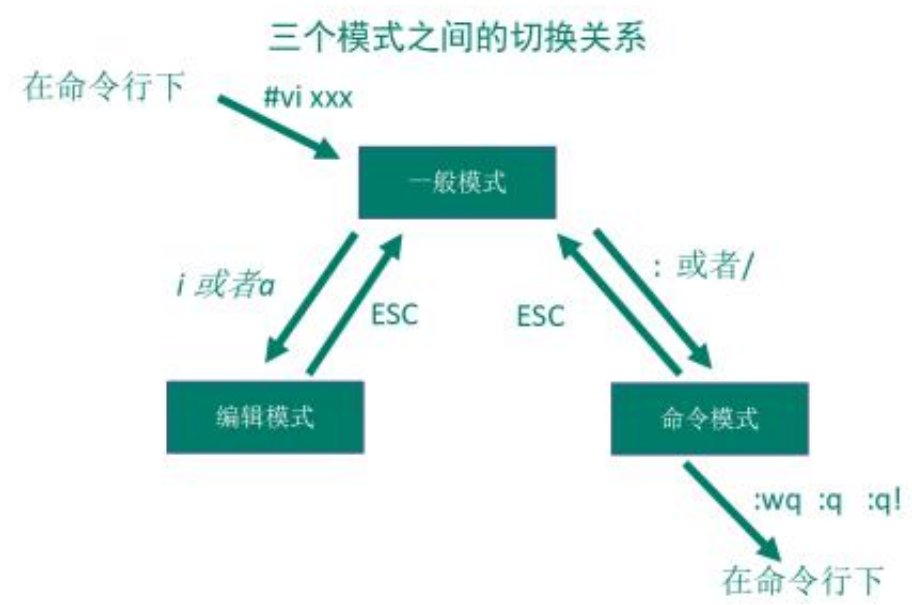 三个模式之间的切换关系
在命令行下
#vi xxx
一般模式
i 或者a
ESC
ESC
: 或者/
编辑模式
命令模式
:wq :q :q!
在命令行下